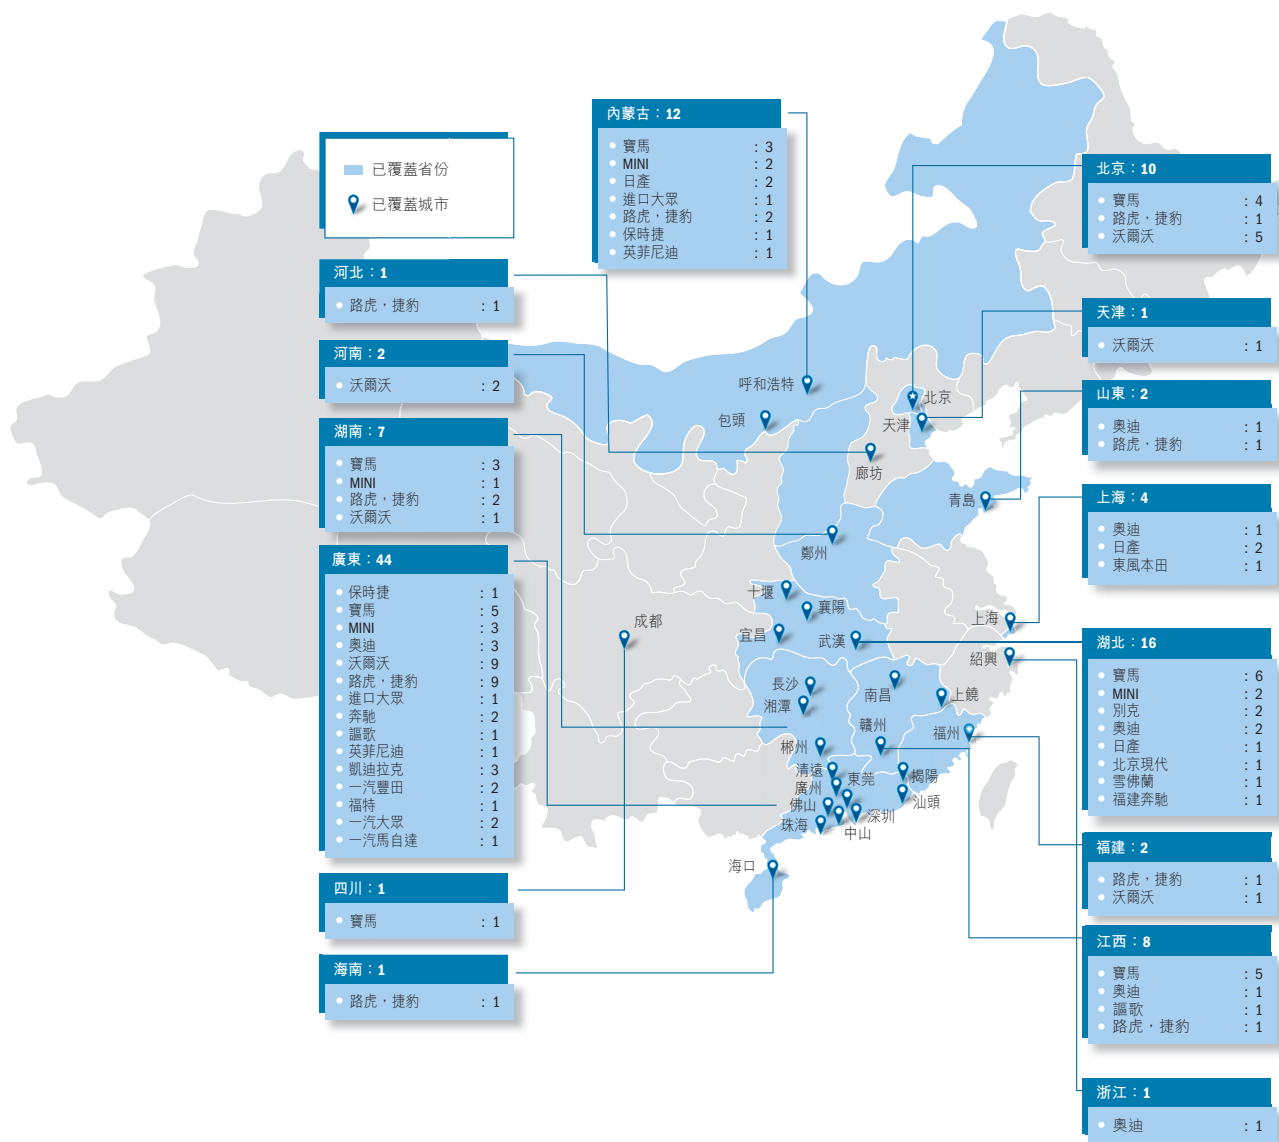 已覆蓋省份
已覆蓋城市
河北：1
路虎，捷豹 : 1
河南：2
沃爾沃 : 2
湖南：7
寶馬 : 3
MINI : 1
路虎，捷豹 : 2
沃爾沃 : 1
廣東：44
保時捷 : 1
寶馬 : 5
MINI : 3
奧迪 : 3
沃爾沃 : 9
路虎，捷豹 : 9
進口大眾 : 1
奔馳 : 2
謳歌 : 1
英菲尼迪 : 1
凱迪拉克 : 3
一汽豐田 : 2
福特 : 1
一汽大眾 : 2
一汽馬自達 : 1
四川：1
寶馬 : 1
海南：1
路虎，捷豹 : 1
內蒙古：12
寶馬 : 3
MINI : 2
日產 : 2
進口大眾 : 1
路虎，捷豹 : 2
保時捷 : 1
英菲尼迪 : 1
呼和浩特
包頭
北京
天津
廊坊
青島
鄭州
十堰
襄陽
宜昌
武漢
成都
上海
紹興
長沙
湘潭
南昌
上饒
郴州
贛州
福州
清遠
廣州
東莞
揭陽
佛山
汕頭
珠海
深圳
中山
海口
北京：10
寶馬 : 4
路虎，捷豹 : 1
沃爾沃 : 5
天津：1
沃爾沃 : 1
山東：2
奧迪 : 1
路虎，捷豹 : 1
上海：4
奧迪 : 1
日產 : 2
東風本田 : 1
湖北：16
寶馬 : 6
MINI : 2
別克 : 2
奧迪 : 2
日產 : 1
北京現代 : 1
雪佛蘭 : 1
福建奔馳 : 1
福建：2
路虎，捷豹 : 1
沃爾沃 : 1
江西：8
寶馬 : 5
奧迪 : 1
謳歌 : 1
路虎，捷豹 : 1
浙江：1
奧迪 : 1